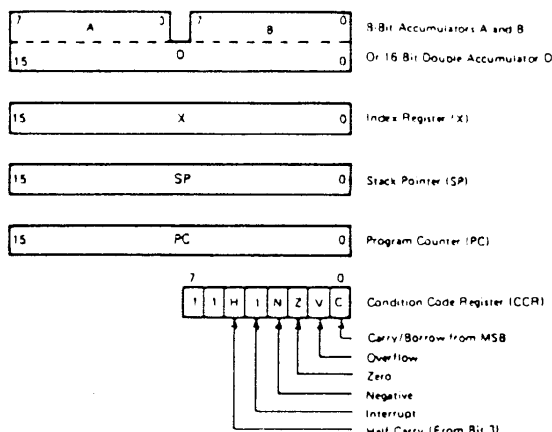 7 A 0 7 B 0 8-Bit Accumulators A and B
15 D 0 Or 16 Bit Double Accumulator D
15 X 0 Index Register (X)
15 SP 0 Stack Pointer (SP)
15 PC 0 Program Counter (PC)
7 0
1 1 H I N Z V C Condition Code Register (CCR)
Carry/Borrow from MSB
Overflow
Zero
Negative
Interrupt
Half Carry (From Bit 3)